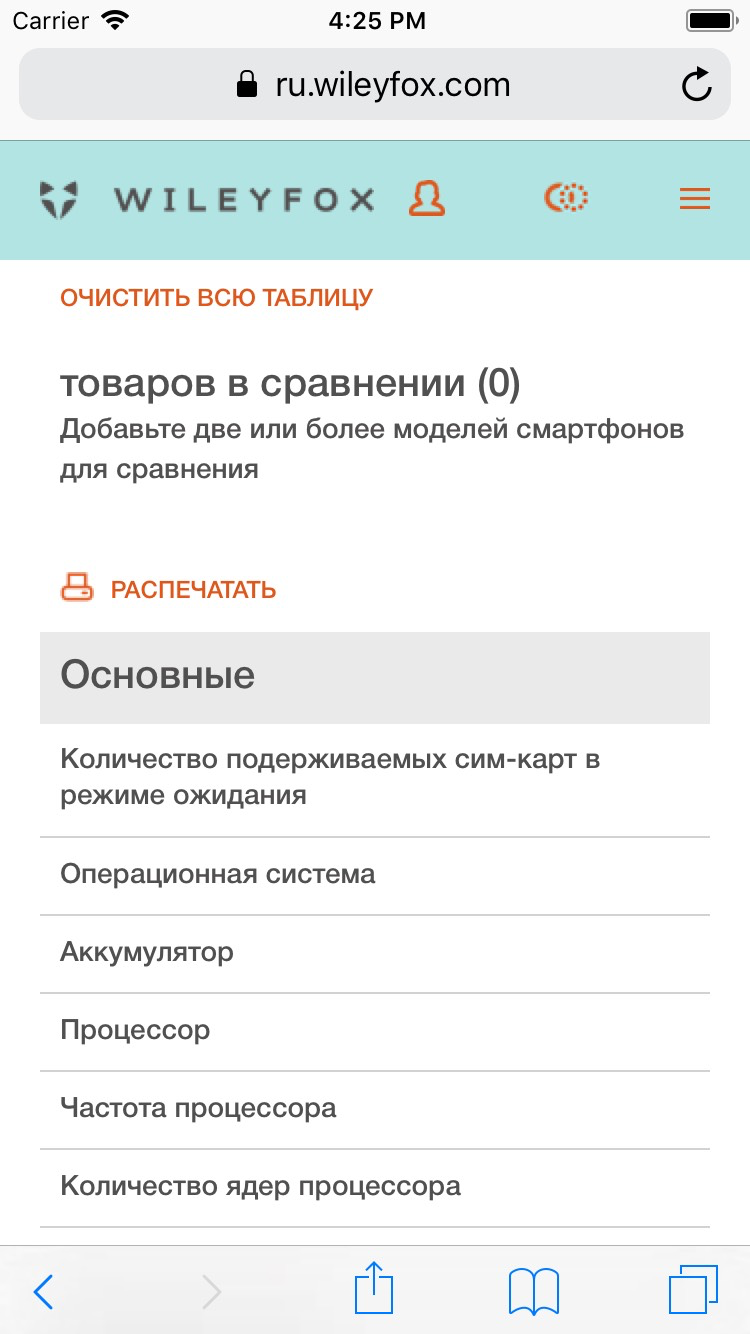 Carrier 4:25 PM
ru.wileyfox.com
WILEYFOX
ОЧИСТИТЬ ВСЮ ТАБЛИЦУ
товаров в сравнении (0)
Добавьте две или более моделей смартфонов
для сравнения
РАСПЕЧАТАТЬ
Основные
Количество подерживаемых сим-карт в
режиме ожидания
Операционная система
Аккумулятор
Процессор
Частота процессора
Количество ядер процессора